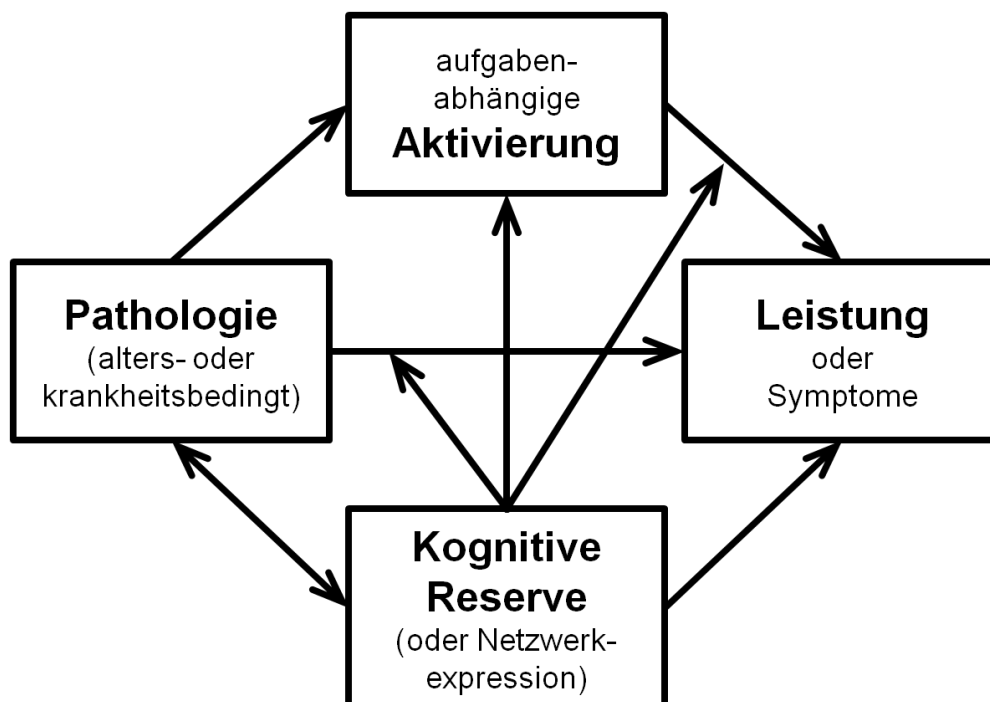 aufgaben-
abhängige
Aktivierung
Pathologie
(alters- oder
krankheitsbedingt)
Leistung
oder
Symptome
Kognitive
Reserve
(oder Netzwerk-
expression)